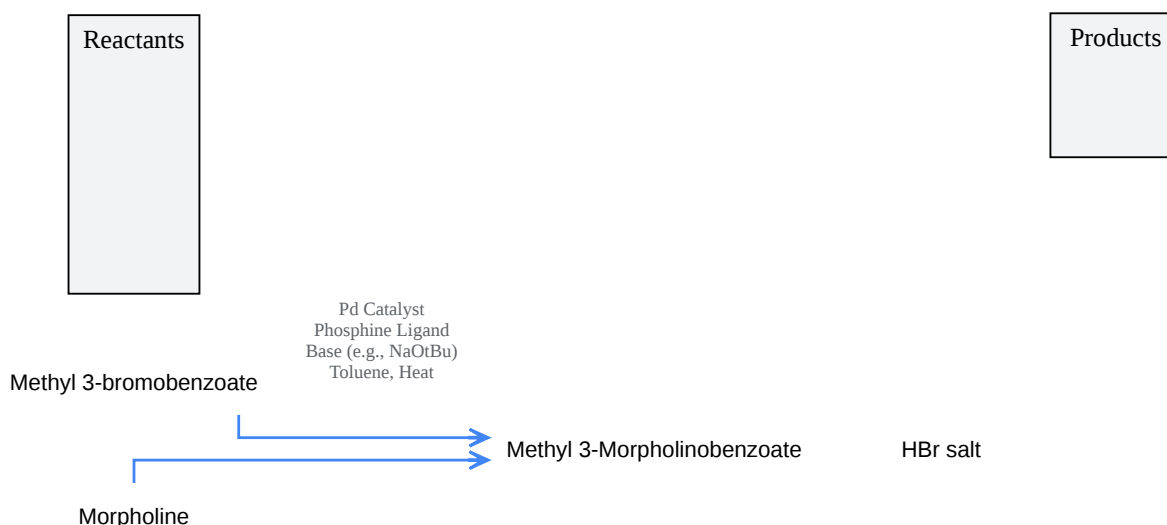 Reactants
Products
Pd Catalyst
Phosphine Ligand
Base (e.g., NaOtBu)
Toluene, Heat
Methyl 3-bromobenzoate
Methyl 3-Morpholinobenzoate
HBr salt
Morpholine